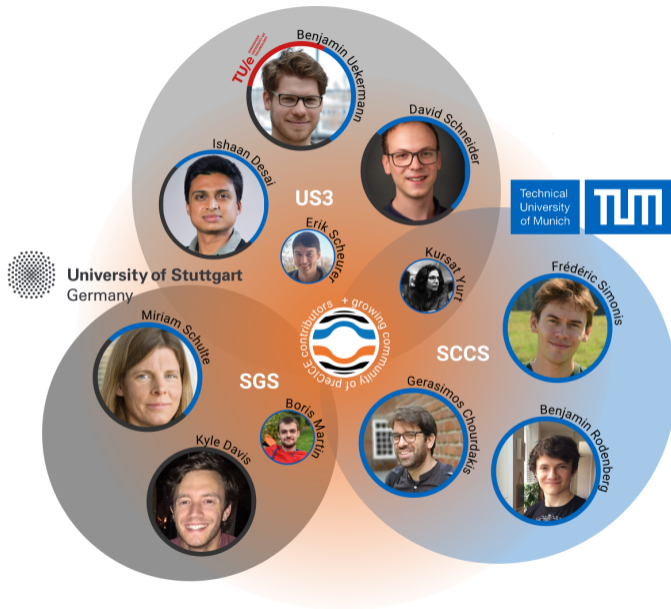 TU/e
Benjamin Uekermann
David Schneider
Ishaan Desai
US3
Erik Scheurer
Technical
University
of Munich
TUM
Kursat Yurt
Frédéric Simonis
University of Stuttgart
Germany
Miriam Schulte
contributors + growing community of preCICE
SCCS
SGS
Gerasimos Chourdakis
Boris Martin
Benjamin Rodenberg
Kyle Davis